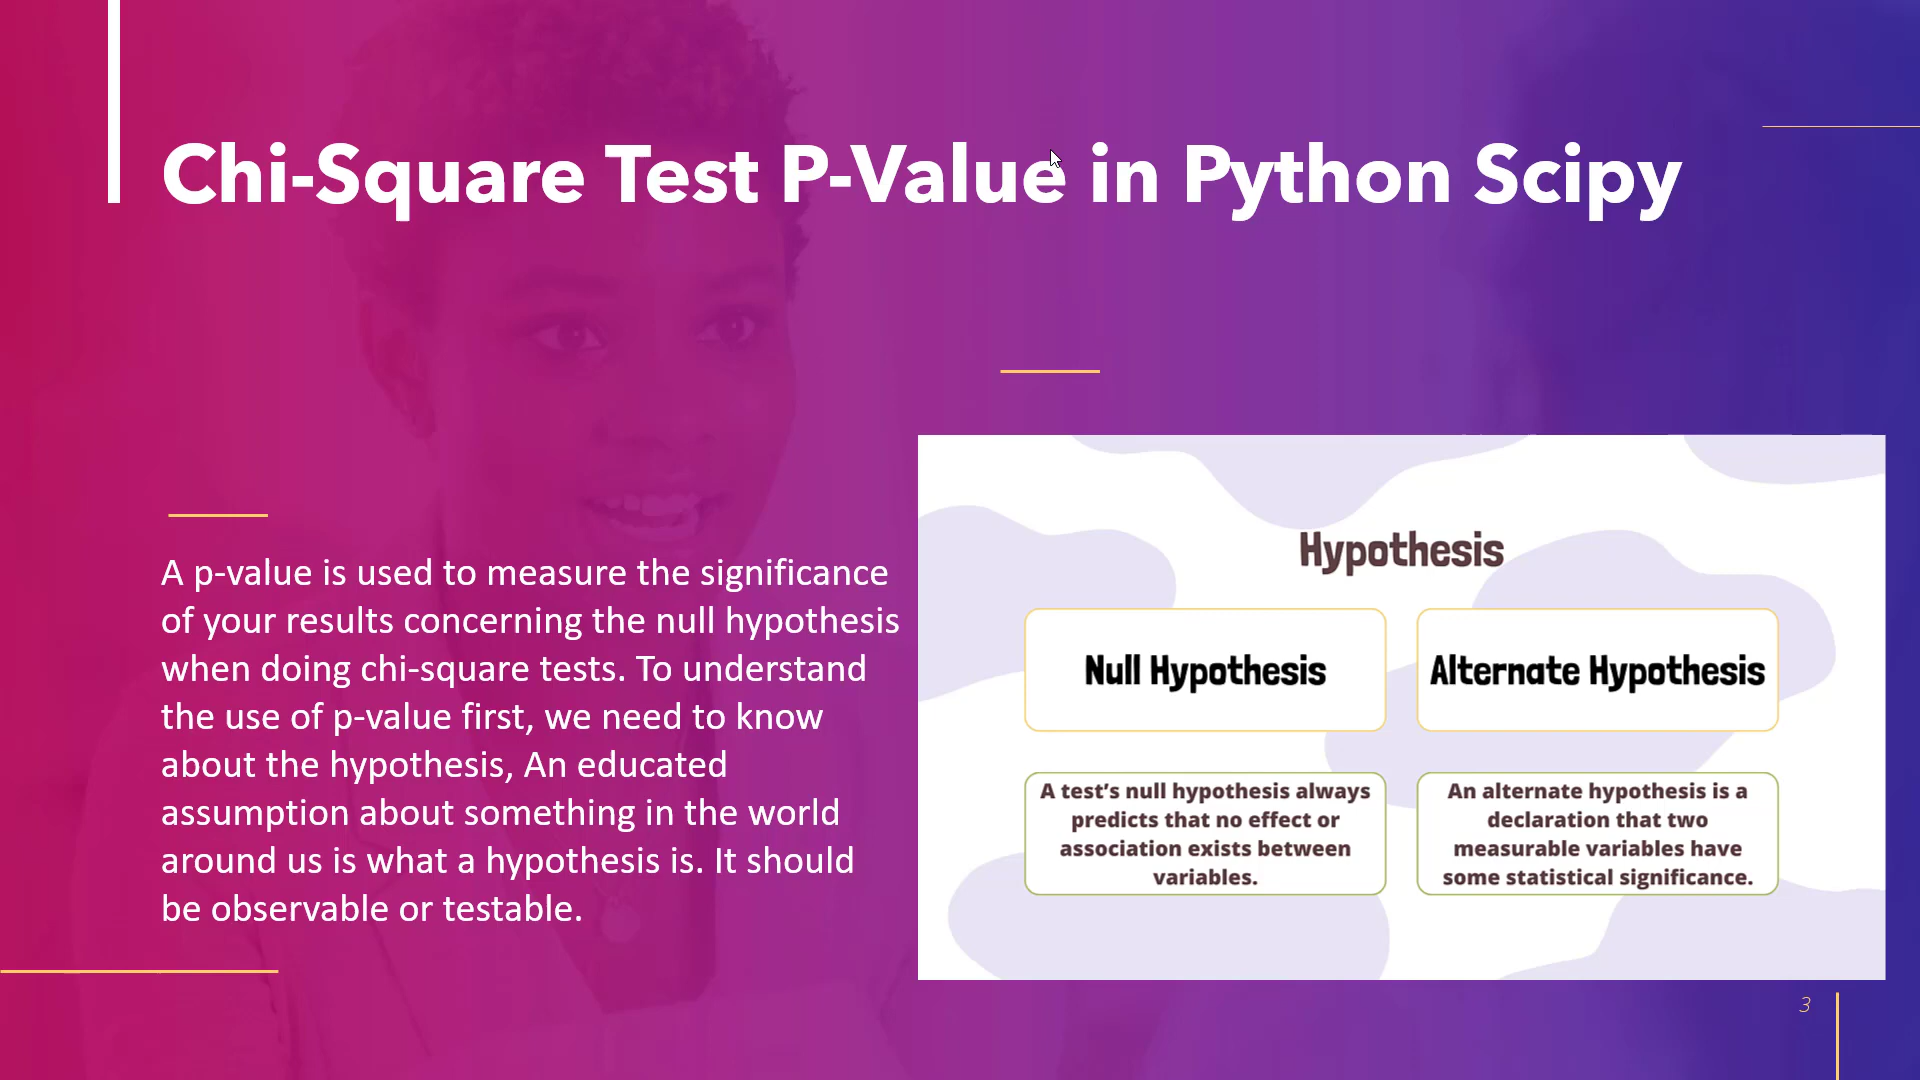 Chi-Square Test P-Value in Python Scipy
A p-value is used to measure the significance
of your results concerning the null hypothesis
when doing chi-square tests. To understand
the use of p-value first, we need to know
about the hypothesis, An educated
assumption about something in the world
around us is what a hypothesis is. It should
be observable or testable.
Hypothesis
Null Hypothesis
Alternate Hypothesis
A test’s null hypothesis always
predicts that no effect or
association exists between
variables.
An alternate hypothesis is a
declaration that two
measurable variables have
some statistical significance.
3